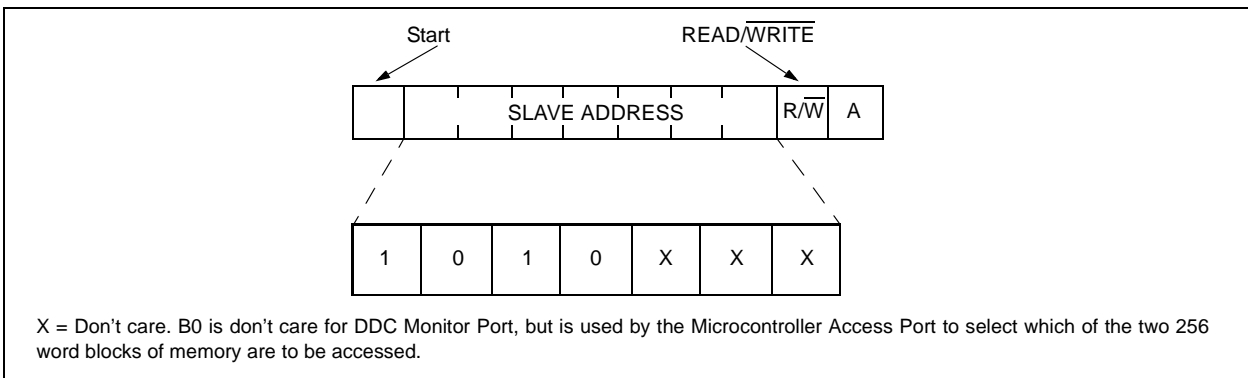 Start READ/WRITE
SLAVE ADDRESS R/W A
1 0 1 0 X X X
X = Don't care. B0 is don't care for DDC Monitor Port, but is used by the Microcontroller Access Port to select which of the two 256
word blocks of memory are to be accessed.